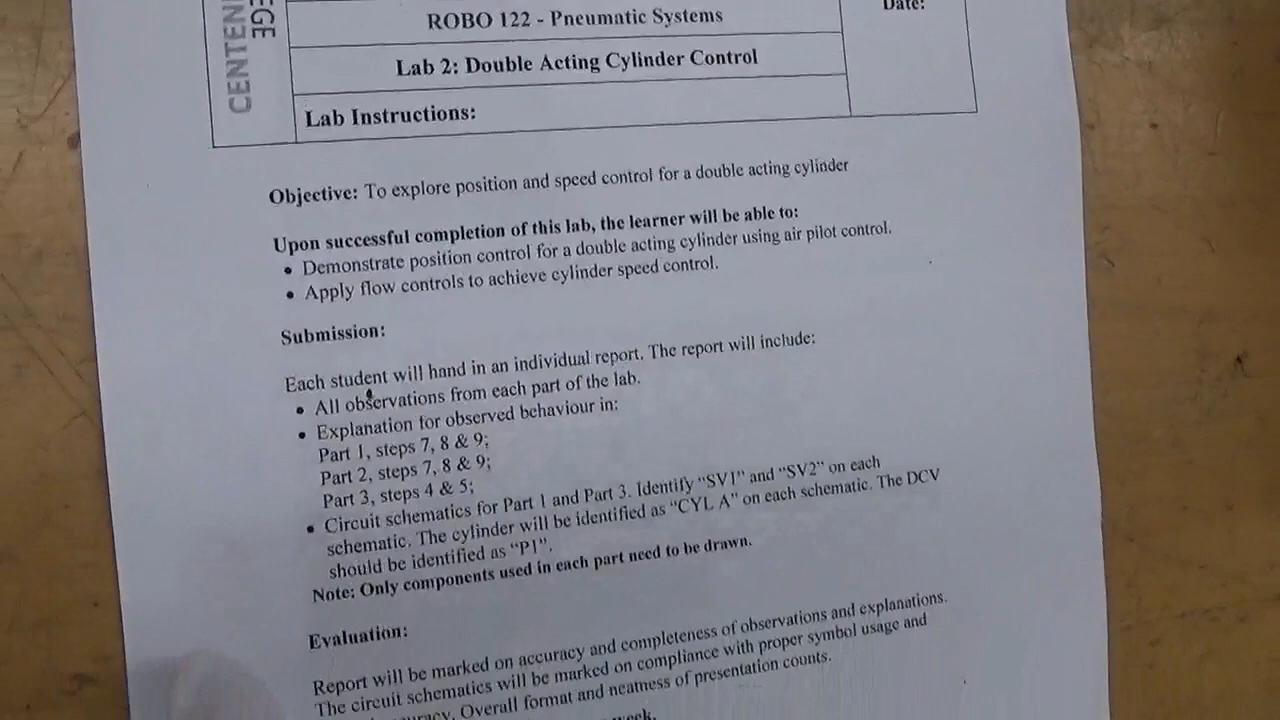 CENTEN
EGE
ROBO 122 - Pneumatic Systems
Date:
Lab 2: Double Acting Cylinder Control
Lab Instructions:
Objective: To explore position and speed control for a double acting cylinder
Upon successful completion of this lab, the learner will be able to:
• Demonstrate position control for a double acting cylinder using air pilot control.
• Apply flow controls to achieve cylinder speed control.
Submission:
Each student will hand in an individual report. The report will include:
• All observations from each part of the lab.
• Explanation for observed behaviour in:
Part 1, steps 7, 8 & 9;
Part 2, steps 7, 8 & 9;
Part 3, steps 4 & 5;
• Circuit schematics for Part 1 and Part 3. Identify "SV1" and "SV2" on each
schematic. The cylinder will be identified as "CYL A" on each schematic. The DCV
should be identified as "P1".
Note: Only components used in each part need to be drawn.
Evaluation:
Report will be marked on accuracy and completeness of observations and explanations.
The circuit schematics will be marked on compliance with proper symbol usage and
Overall format and neatness of presentation counts.
week.